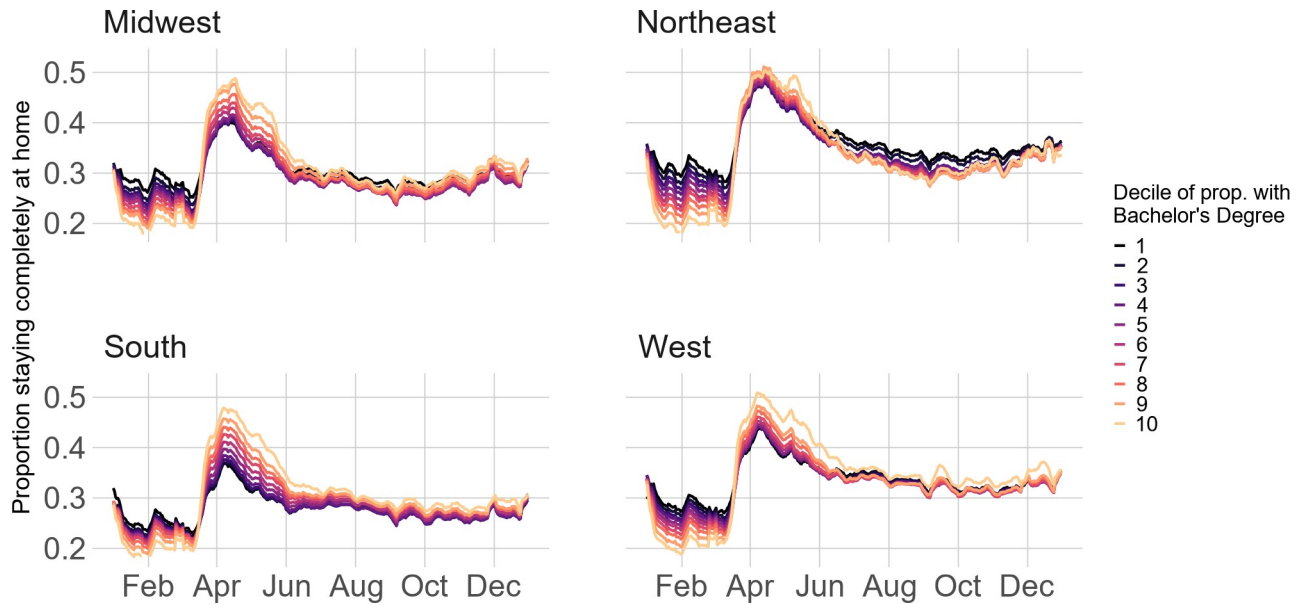 Midwest
Northeast
Proportion staying completely at home
0.5
0.4
0.3
0.2
South
West
0.5
0.4
0.3
0.2
Feb Apr Jun Aug Oct Dec
Feb Apr Jun Aug Oct Dec
Decile of prop. with
Bachelor's Degree
1
2
3
4
5
6
7
8
9
10